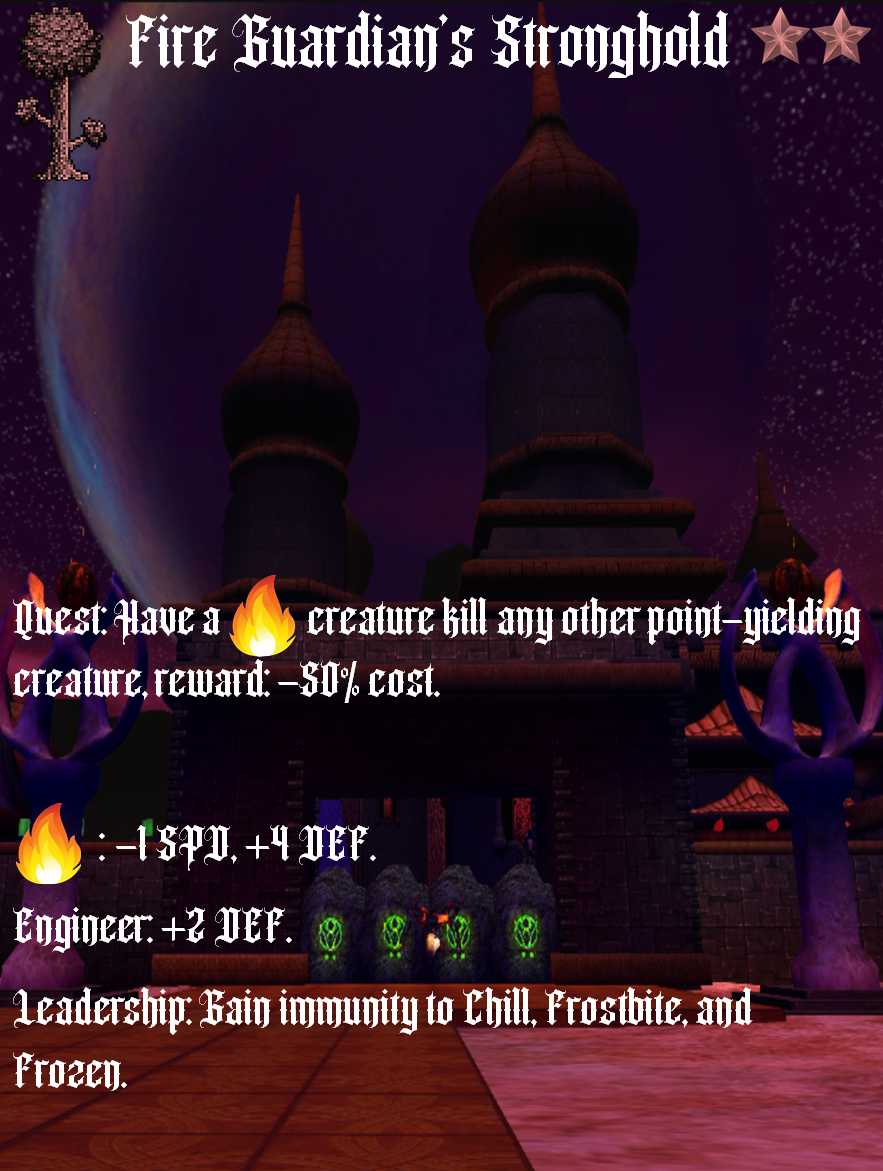 Fire Guardian's Stronghold
Quest: Have a 🔥 creature kill any other point-yielding
creature, reward: -50% cost.
🔥 : -1 SPD, +4 DEF.
Engineer: +2 DEF.
Leadership: Gain immunity to Chill, Frostbite, and
Frozen.